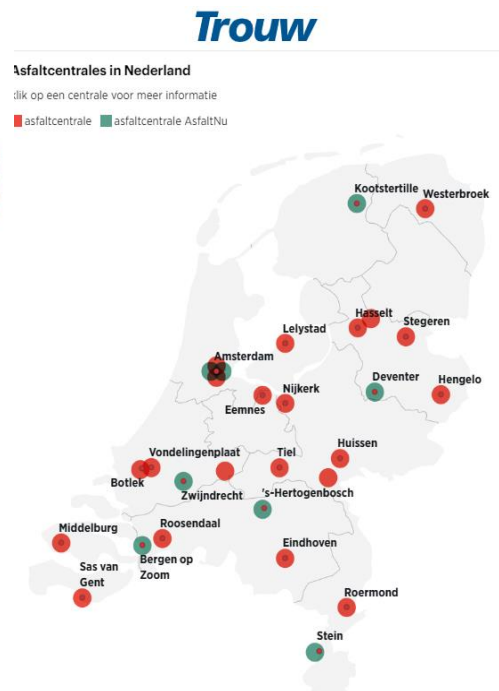 Trouw
Asfaltcentrales in Nederland
klik op een centrale voor meer informatie
asfaltcentrale asfaltcentrale AsfaltNu
Kootstertille
Westerbroek
Hasselt
Stegeren
Lelystad
Amsterdam
Deventer
Hengelo
Nijkerk
Eemnes
Huissen
Vondelingenplaat
Tiel
Botlek
Zwijndrecht
's-Hertogenbosch
Middelburg
Roosendaal
Eindhoven
Bergen op
Zoom
Sas van
Gent
Roermond
Stein